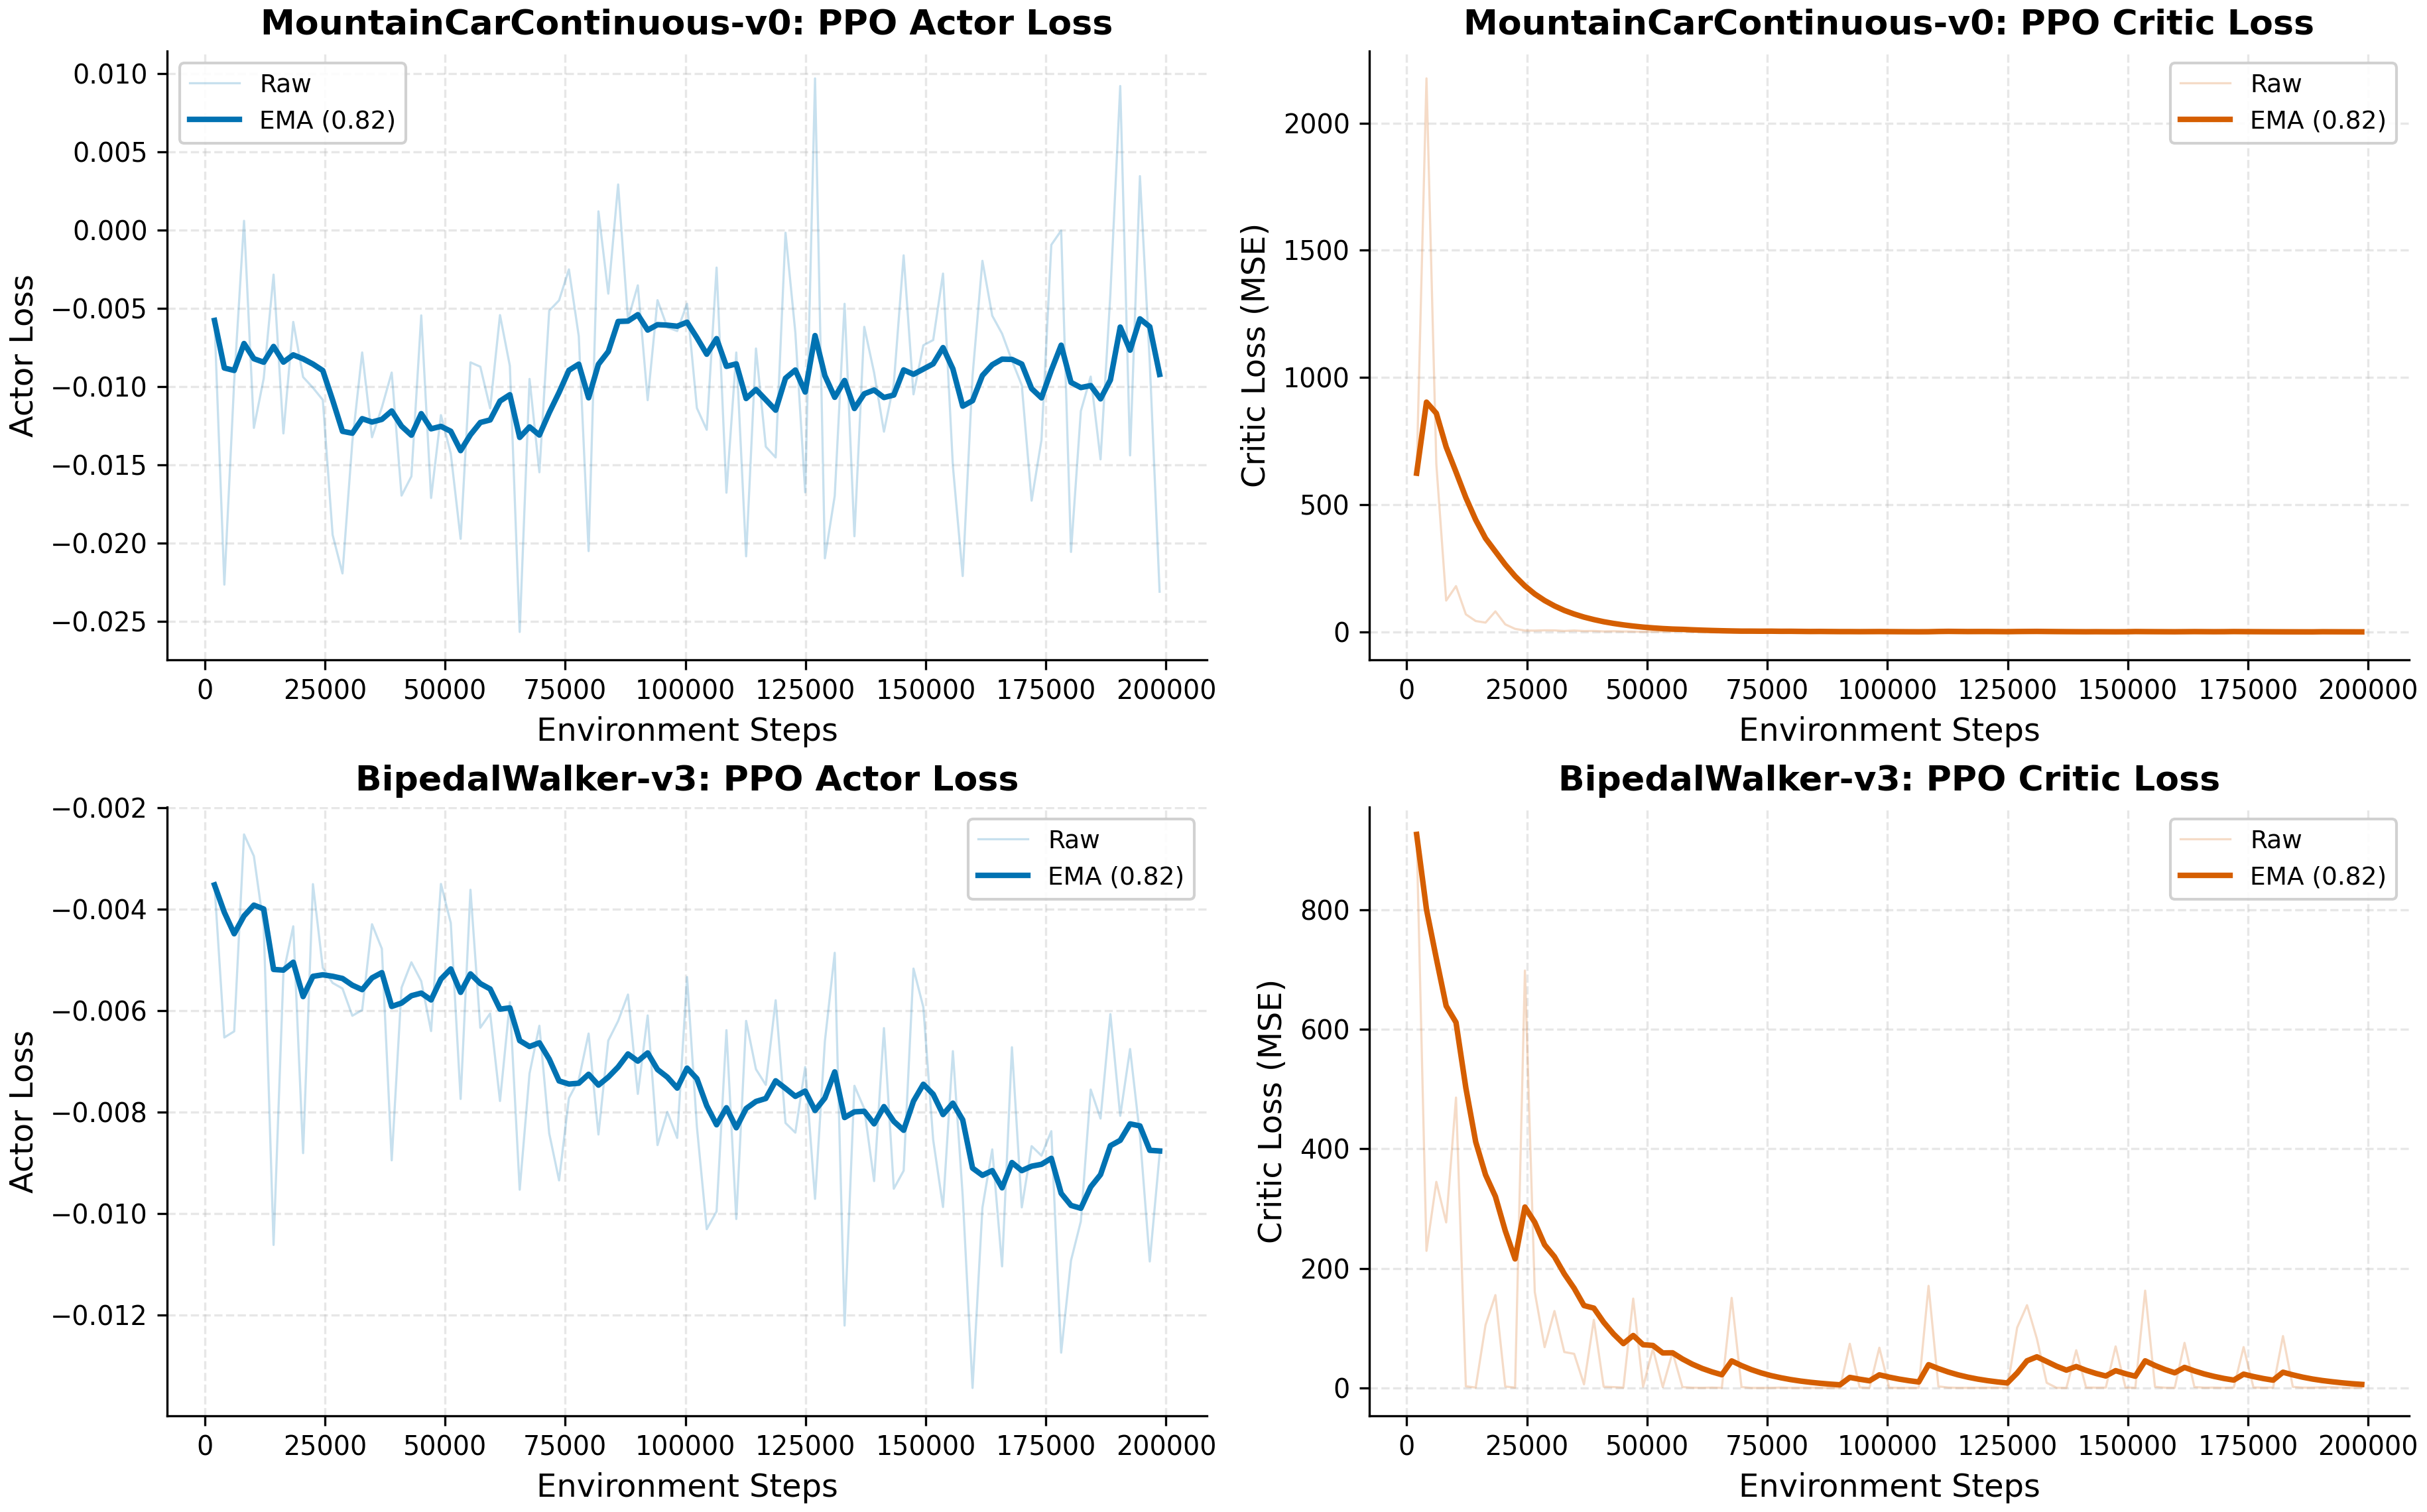 MountainCarContinuous-v0: PPO Actor Loss
Raw
EMA (0.82)
0.010
0.005
0.000
−0.005
−0.010
−0.015
−0.020
−0.025
Actor Loss
0 25000 50000 75000 100000 125000 150000 175000 200000
Environment Steps
MountainCarContinuous-v0: PPO Critic Loss
Raw
EMA (0.82)
2000
1500
1000
500
0
Critic Loss (MSE)
0 25000 50000 75000 100000 125000 150000 175000 200000
Environment Steps
BipedalWalker-v3: PPO Actor Loss
Raw
EMA (0.82)
−0.002
−0.004
−0.006
−0.008
−0.010
−0.012
Actor Loss
0 25000 50000 75000 100000 125000 150000 175000 200000
Environment Steps
BipedalWalker-v3: PPO Critic Loss
Raw
EMA (0.82)
800
600
400
200
0
Critic Loss (MSE)
0 25000 50000 75000 100000 125000 150000 175000 200000
Environment Steps